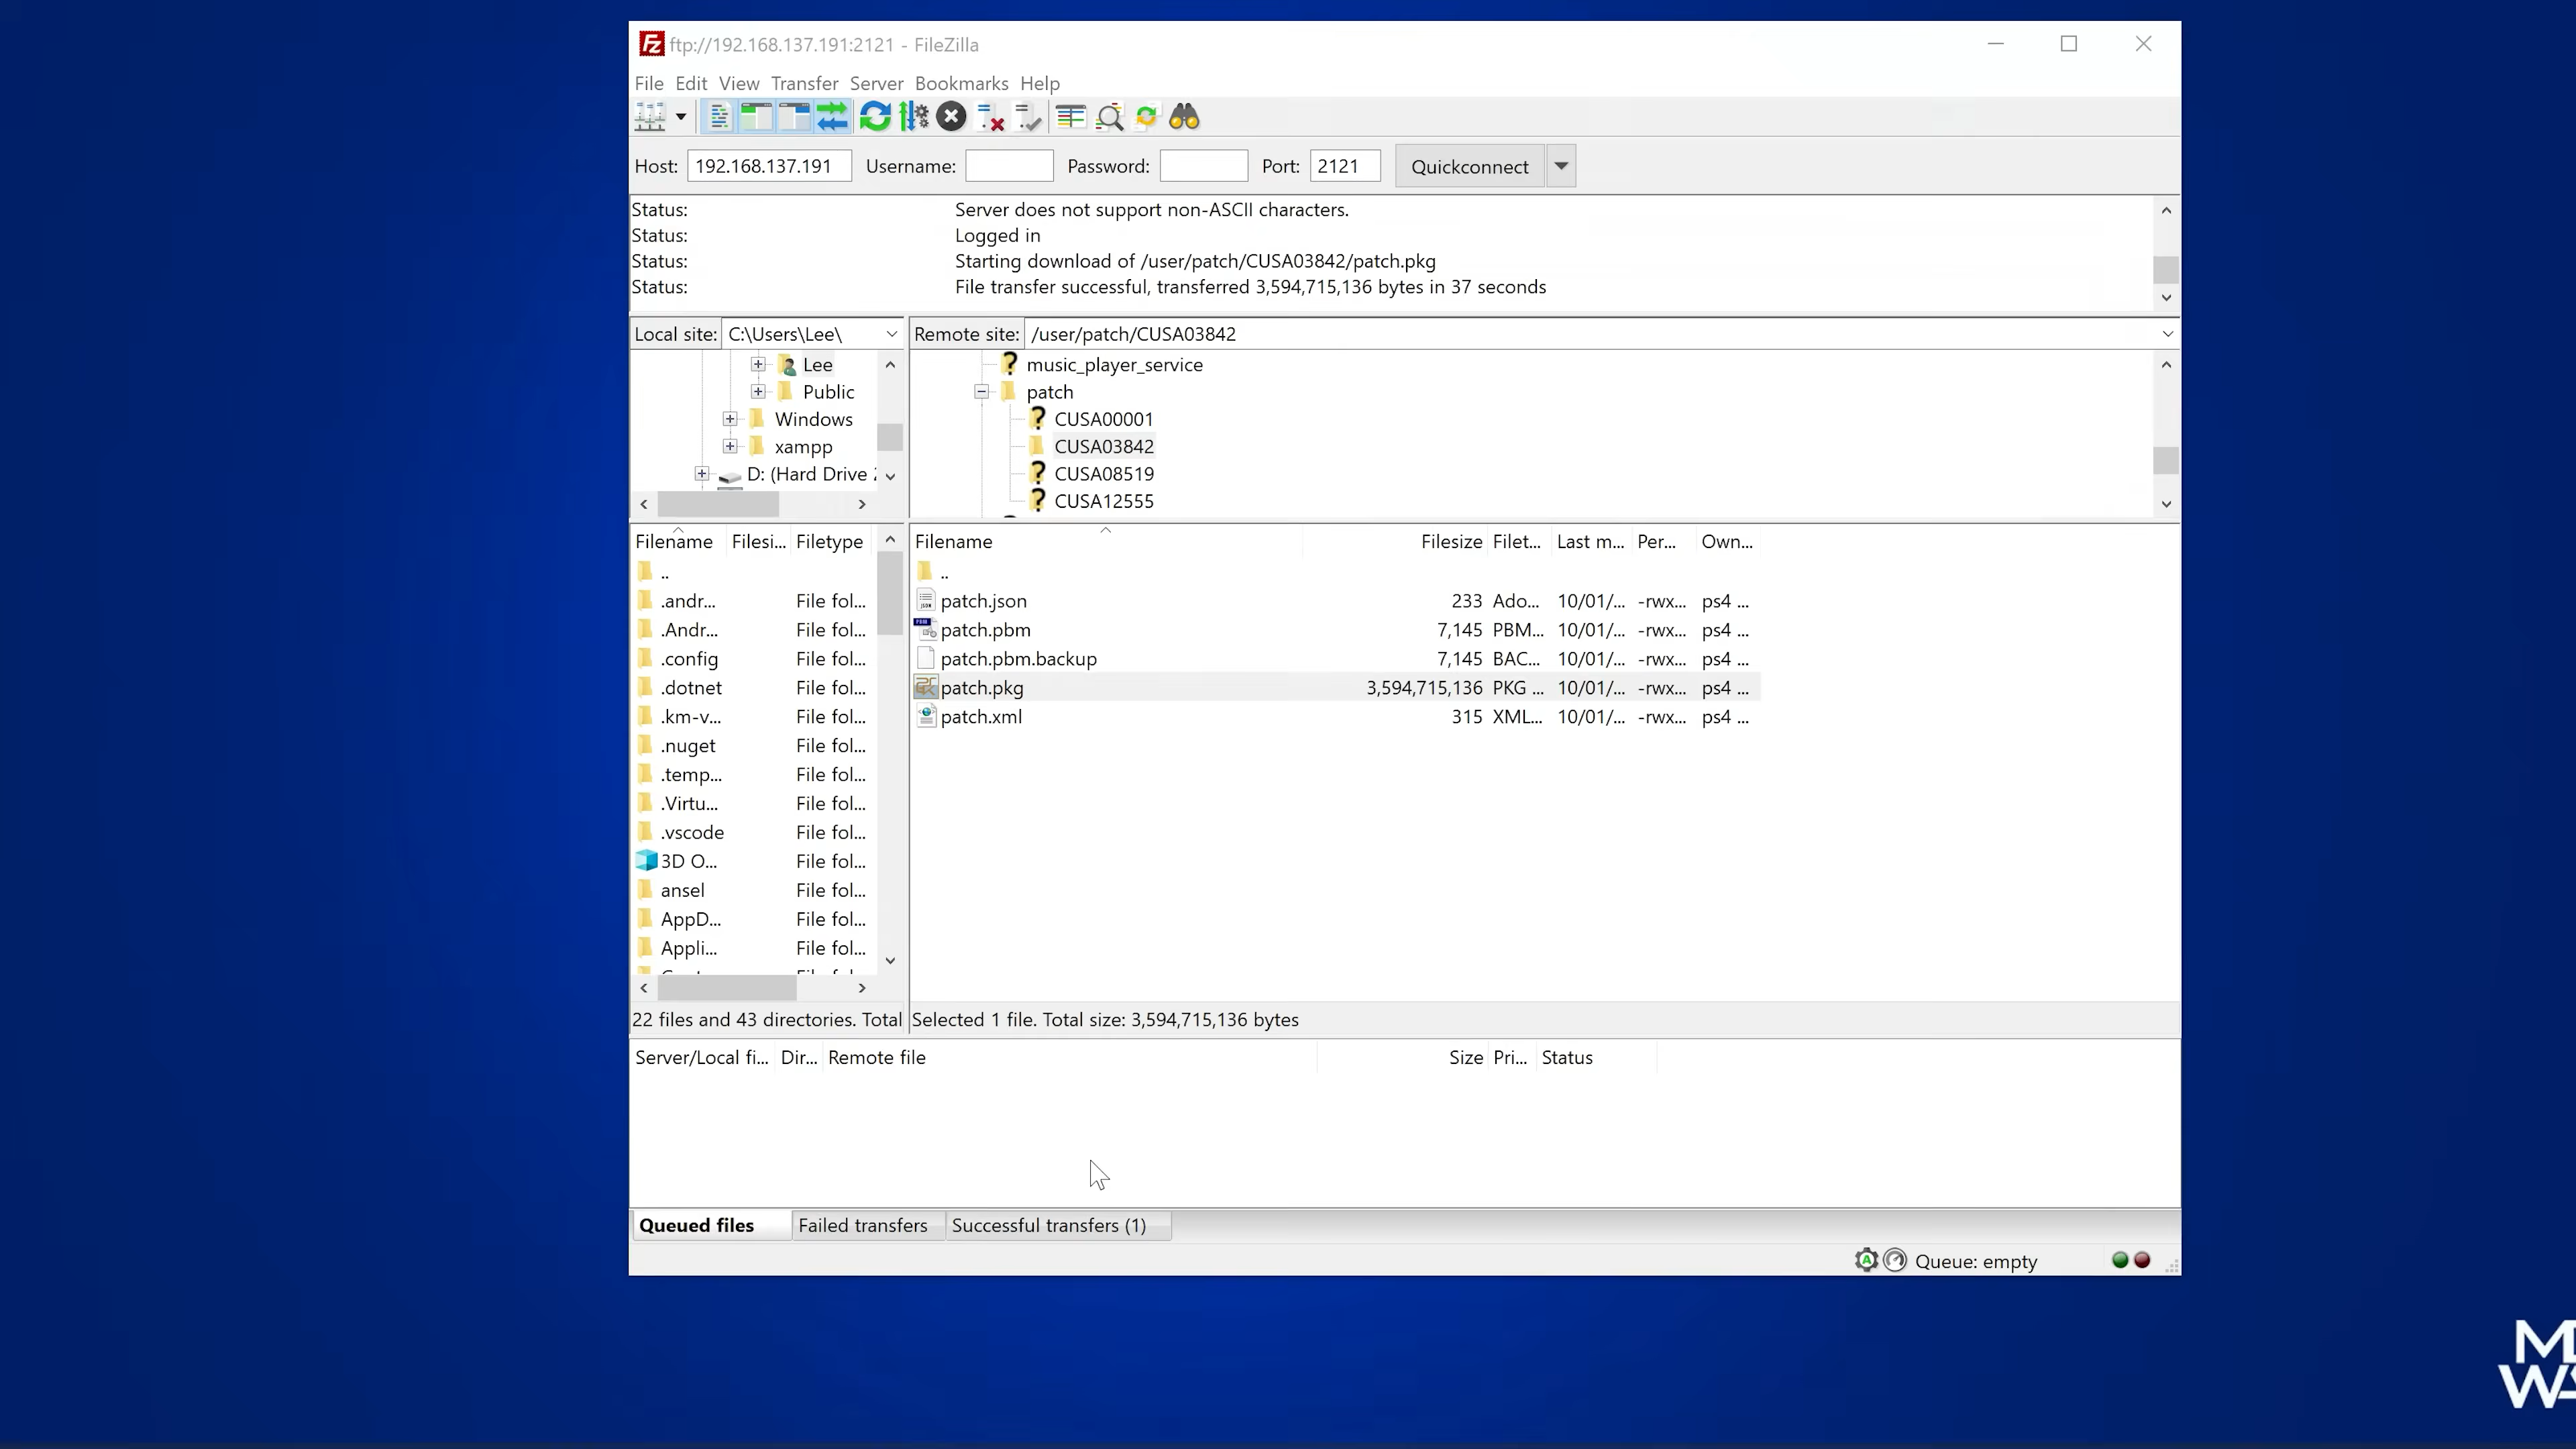 ftp://192.168.137.191:2121 - FileZilla
File Edit View Transfer Server Bookmarks Help
Host: 192.168.137.191 Username: Password: Port: 2121 Quickconnect
Status: Server does not support non-ASCII characters.
Status: Logged in
Status: Starting download of /user/patch/CUSA03842/patch.pkg
Status: File transfer successful, transferred 3,594,715,136 bytes in 37 seconds
Local site: C:\Users\Lee\
Lee
Public
Windows
xampp
D: (Hard Drive
Remote site: /user/patch/CUSA03842
music_player_service
patch
CUSA00001
CUSA03842
CUSA08519
CUSA12555
Filename Filesi... Filetype
..
.andr... File fol...
.Andr... File fol...
.config File fol...
.dotnet File fol...
.km-v... File fol...
.nuget File fol...
.temp... File fol...
.Virtu... File fol...
.vscode File fol...
3D O... File fol...
ansel File fol...
AppD... File fol...
Appli... File fol...
22 files and 43 directories. Total
Filename Filesize Filet... Last m... Per... Own...
..
patch.json 233 Ado... 10/01/... -rwx... ps4 ...
patch.pbm 7,145 PBM... 10/01/... -rwx... ps4 ...
patch.pbm.backup 7,145 BAC... 10/01/... -rwx... ps4 ...
patch.pkg 3,594,715,136 PKG ... 10/01/... -rwx... ps4 ...
patch.xml 315 XML... 10/01/... -rwx... ps4 ...
Selected 1 file. Total size: 3,594,715,136 bytes
Server/Local fi... Dir... Remote file Size Pri... Status
Queued files Failed transfers Successful transfers (1)
Queue: empty